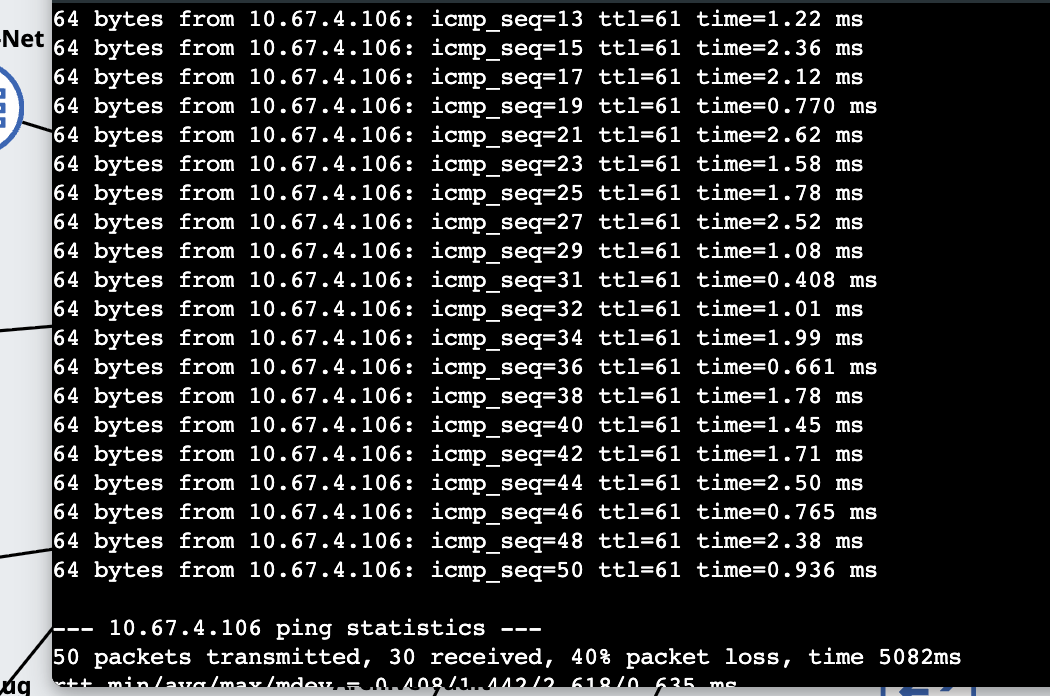 64 bytes from 10.67.4.106: icmp_seq=13 ttl=61 time=1.22 ms
-Net
64 bytes from 10.67.4.106: icmp_seq=15 ttl=61 time=2.36 ms
64 bytes from 10.67.4.106: icmp_seq=17 ttl=61 time=2.12 ms
64 bytes from 10.67.4.106: icmp_seq=19 ttl=61 time=0.770 ms
64 bytes from 10.67.4.106: icmp_seq=21 ttl=61 time=2.62 ms
64 bytes from 10.67.4.106: icmp_seq=23 ttl=61 time=1.58 ms
64 bytes from 10.67.4.106: icmp_seq=25 ttl=61 time=1.78 ms
64 bytes from 10.67.4.106: icmp_seq=27 ttl=61 time=2.52 ms
64 bytes from 10.67.4.106: icmp_seq=29 ttl=61 time=1.08 ms
64 bytes from 10.67.4.106: icmp_seq=31 ttl=61 time=0.408 ms
64 bytes from 10.67.4.106: icmp_seq=32 ttl=61 time=1.01 ms
64 bytes from 10.67.4.106: icmp_seq=34 ttl=61 time=1.99 ms
64 bytes from 10.67.4.106: icmp_seq=36 ttl=61 time=0.661 ms
64 bytes from 10.67.4.106: icmp_seq=38 ttl=61 time=1.78 ms
64 bytes from 10.67.4.106: icmp_seq=40 ttl=61 time=1.45 ms
64 bytes from 10.67.4.106: icmp_seq=42 ttl=61 time=1.71 ms
64 bytes from 10.67.4.106: icmp_seq=44 ttl=61 time=2.50 ms
64 bytes from 10.67.4.106: icmp_seq=46 ttl=61 time=0.765 ms
64 bytes from 10.67.4.106: icmp_seq=48 ttl=61 time=2.38 ms
64 bytes from 10.67.4.106: icmp_seq=50 ttl=61 time=0.936 ms
--- 10.67.4.106 ping statistics ---
50 packets transmitted, 30 received, 40% packet loss, time 5082ms
rtt min/avg/max/mdev = 0.408/1.442/2.618/0.635 ms
ug